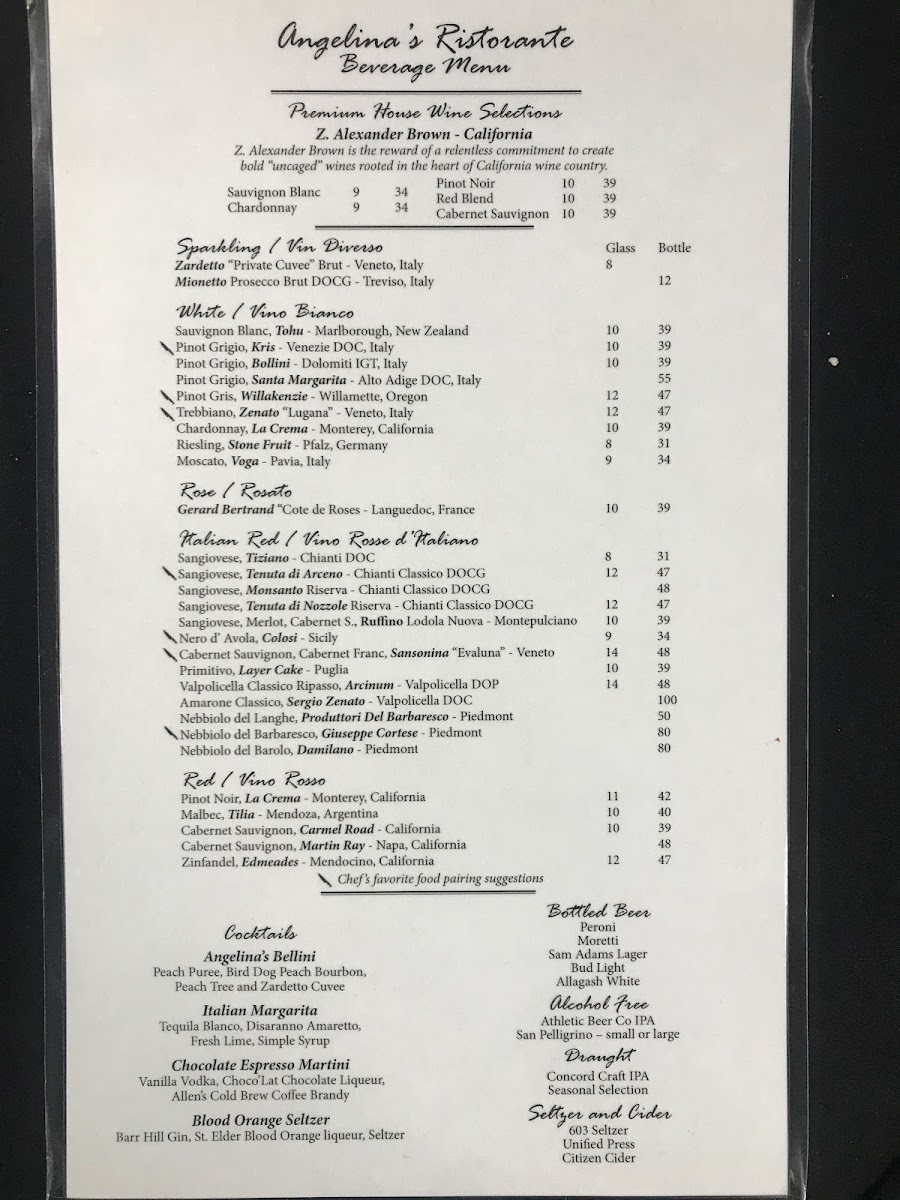 Angelina's Ristorante
Beverage Menu
Premium House Wine Selections
Z. Alexander Brown - California
Z. Alexander Brown is the reward of a relentless commitment to create
bold “uncaged” wines rooted in the heart of California wine country.
Sauvignon Blanc 9 34
Chardonnay 9 34
Pinot Noir 10 39
Red Blend 10 39
Cabernet Sauvignon 10 39
Sparkling / Vin Diverso Glass Bottle
Zardetto “Private Cuvee” Brut - Veneto, Italy 8
Mionetto Prosecco Brut DOCG - Treviso, Italy 12
White / Vino Bianco
Sauvignon Blanc, Tohu - Marlborough, New Zealand 10 39
Pinot Grigio, Kris - Venezie DOC, Italy 10 39
Pinot Grigio, Bollini - Dolomiti IGT, Italy 10 39
Pinot Grigio, Santa Margarita - Alto Adige DOC, Italy 55
Pinot Gris, Willakenzie - Willamette, Oregon 12 47
Trebbiano, Zenato “Lugana” - Veneto, Italy 12 47
Chardonnay, La Crema - Monterey, California 10 39
Riesling, Stone Fruit - Pfalz, Germany 8 31
Moscato, Voga - Pavia, Italy 9 34
Rose / Rosato
Gerard Bertrand “Cote de Roses - Languedoc, France 10 39
Italian Red / Vino Rosse d'Italiano
Sangiovese, Tiziano - Chianti DOC 8 31
Sangiovese, Tenuta di Arceno - Chianti Classico DOCG 12 47
Sangiovese, Monsanto Riserva - Chianti Classico DOCG 48
Sangiovese, Tenuta di Nozzole Riserva - Chianti Classico DOCG 12 47
Sangiovese, Merlot, Cabernet S., Ruffino Lodola Nuova - Montepulciano 10 39
Nero d' Avola, Colosi - Sicily 9 34
Cabernet Sauvignon, Cabernet Franc, Sansonina “Evaluna” - Veneto 14 48
Primitivo, Layer Cake - Puglia 10 39
Valpolicella Classico Ripasso, Arcinum - Valpolicella DOP 14 48
Amarone Classico, Sergio Zenato - Valpolicella DOC 100
Nebbiolo del Langhe, Produttori Del Barbaresco - Piedmont 50
Nebbiolo del Barbaresco, Giuseppe Cortese - Piedmont 80
Nebbiolo del Barolo, Damilano - Piedmont 80
Red / Vino Rosso
Pinot Noir, La Crema - Monterey, California 11 42
Malbec, Tilia - Mendoza, Argentina 10 40
Cabernet Sauvignon, Carmel Road - California 10 39
Cabernet Sauvignon, Martin Ray - Napa, California 48
Zinfandel, Edmeades - Mendocino, California 12 47
Chef's favorite food pairing suggestions
Cocktails
Angelina's Bellini
Peach Puree, Bird Dog Peach Bourbon,
Peach Tree and Zardetto Cuvee
Italian Margarita
Tequila Blanco, Disaranno Amaretto,
Fresh Lime, Simple Syrup
Chocolate Espresso Martini
Vanilla Vodka, Choco'Lat Chocolate Liqueur,
Allen's Cold Brew Coffee Brandy
Blood Orange Seltzer
Barr Hill Gin, St. Elder Blood Orange liqueur, Seltzer
Bottled Beer
Peroni
Moretti
Sam Adams Lager
Bud Light
Allagash White
Alcohol Free
Athletic Beer Co IPA
San Pelligrino – small or large
Draught
Concord Craft IPA
Seasonal Selection
Seltzer and Cider
603 Seltzer
Unified Press
Citizen Cider